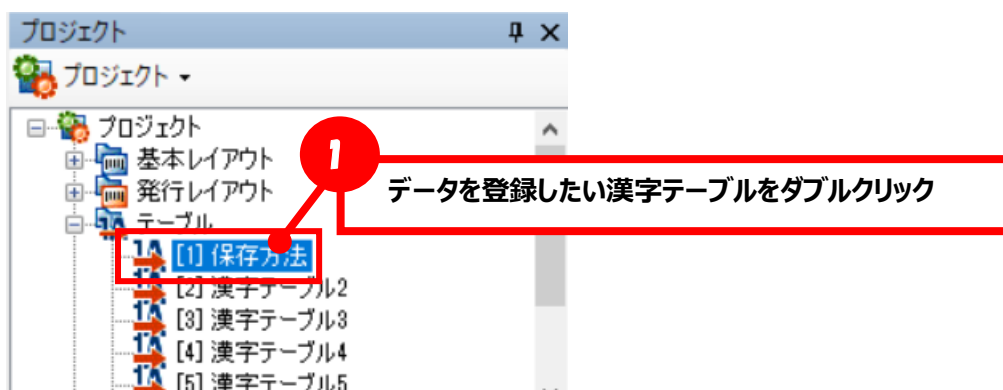 プロジェクト
プロジェクト
プロジェクト
基本レイアウト
発行レイアウト
テーブル
[1] 保存方法
[2] 漢字テーブル2
[3] 漢字テーブル3
[4] 漢字テーブル4
[5] 漢字テーブル5
1
データを登録したい漢字テーブルをダブルクリック